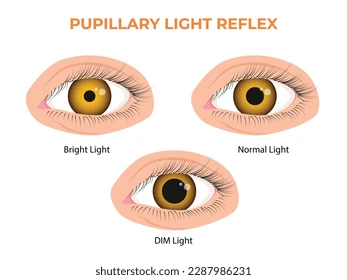 PUPILLARY LIGHT REFLEX
Bright Light
Normal Light
DIM Light
shutterstock.com · 2287986231